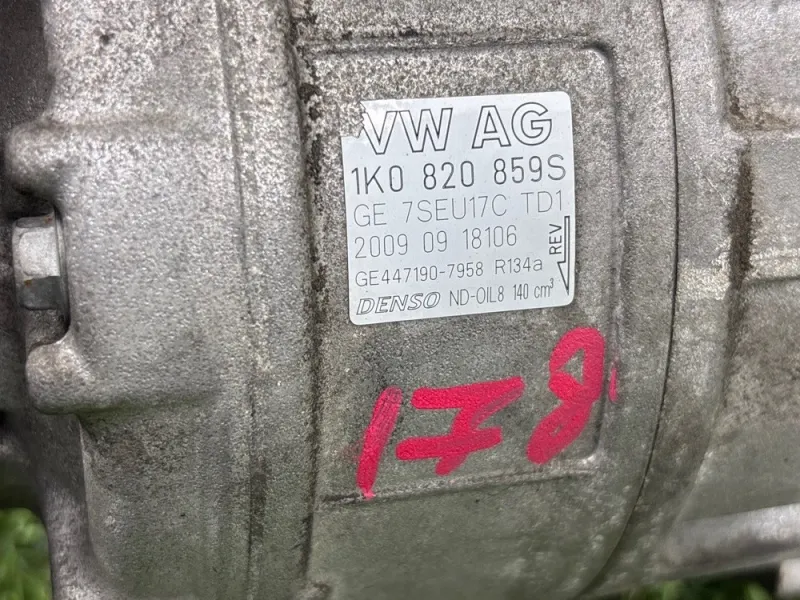 VW AG
1K0 820 859S
GE 7SEU17C TD1
2009 09 18106
REV
GE447190-7958 R134a
DENSO ND-OIL8 140 cm³
178